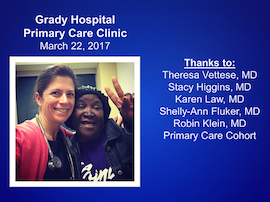 Grady Hospital
Primary Care Clinic
March 22, 2017
Thanks to:
Theresa Vettese, MD
Stacy Higgins, MD
Karen Law, MD
Shelly-Ann Fluker, MD
Robin Klein, MD
Primary Care Cohort